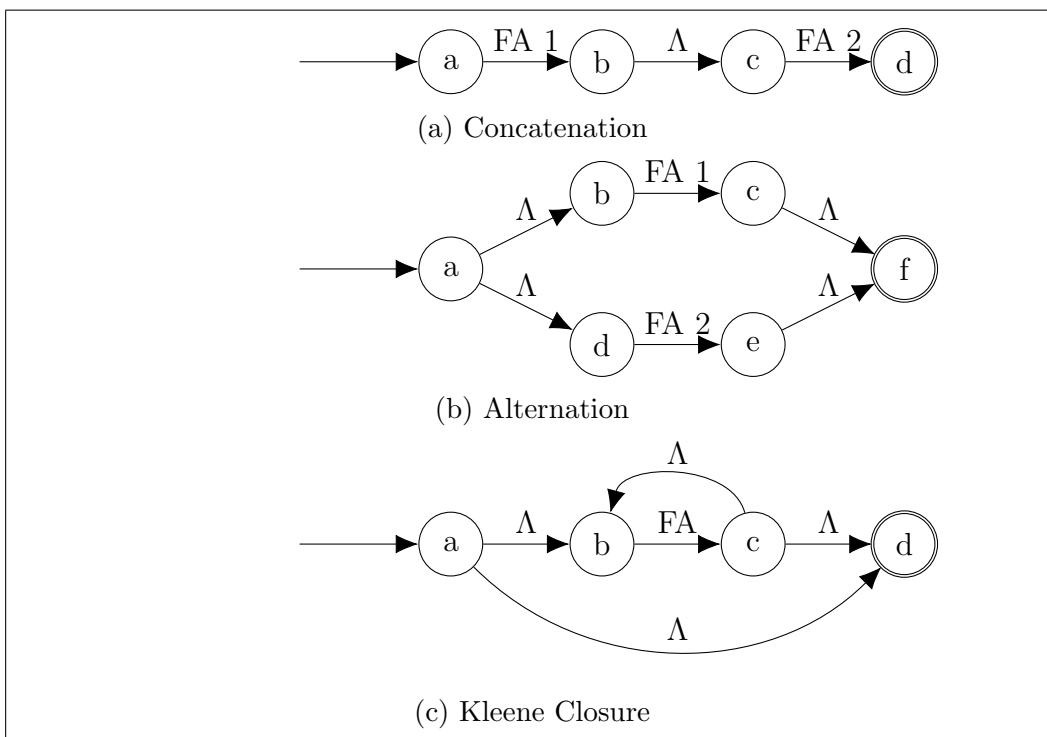 FA 1 Λ FA 2
a b c d
(a) Concatenation
FA 1
b c
Λ Λ
a f
Λ Λ
FA 2
d e
(b) Alternation
Λ
Λ FA Λ
a b c d
Λ
(c) Kleene Closure